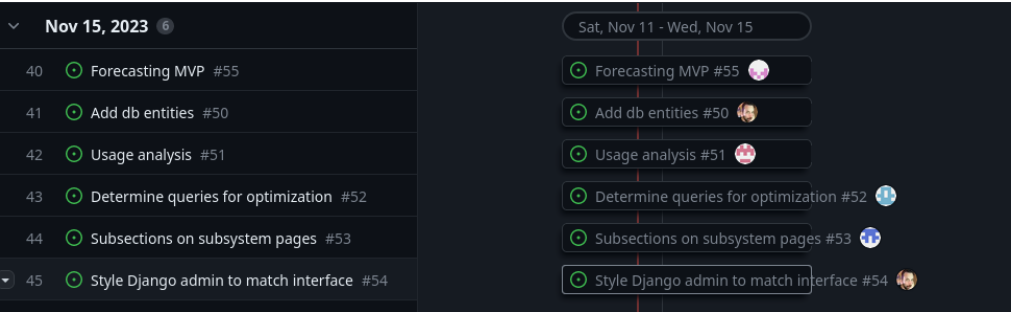 Nov 15, 2023 6 Sat, Nov 11 - Wed, Nov 15
40 Forecasting MVP #55 Forecasting MVP #55
41 Add db entities #50 Add db entities #50
42 Usage analysis #51 Usage analysis #51
43 Determine queries for optimization #52 Determine queries for optimization #52
44 Subsections on subsystem pages #53 Subsections on subsystem pages #53
45 Style Django admin to match interface #54 Style Django admin to match interface #54